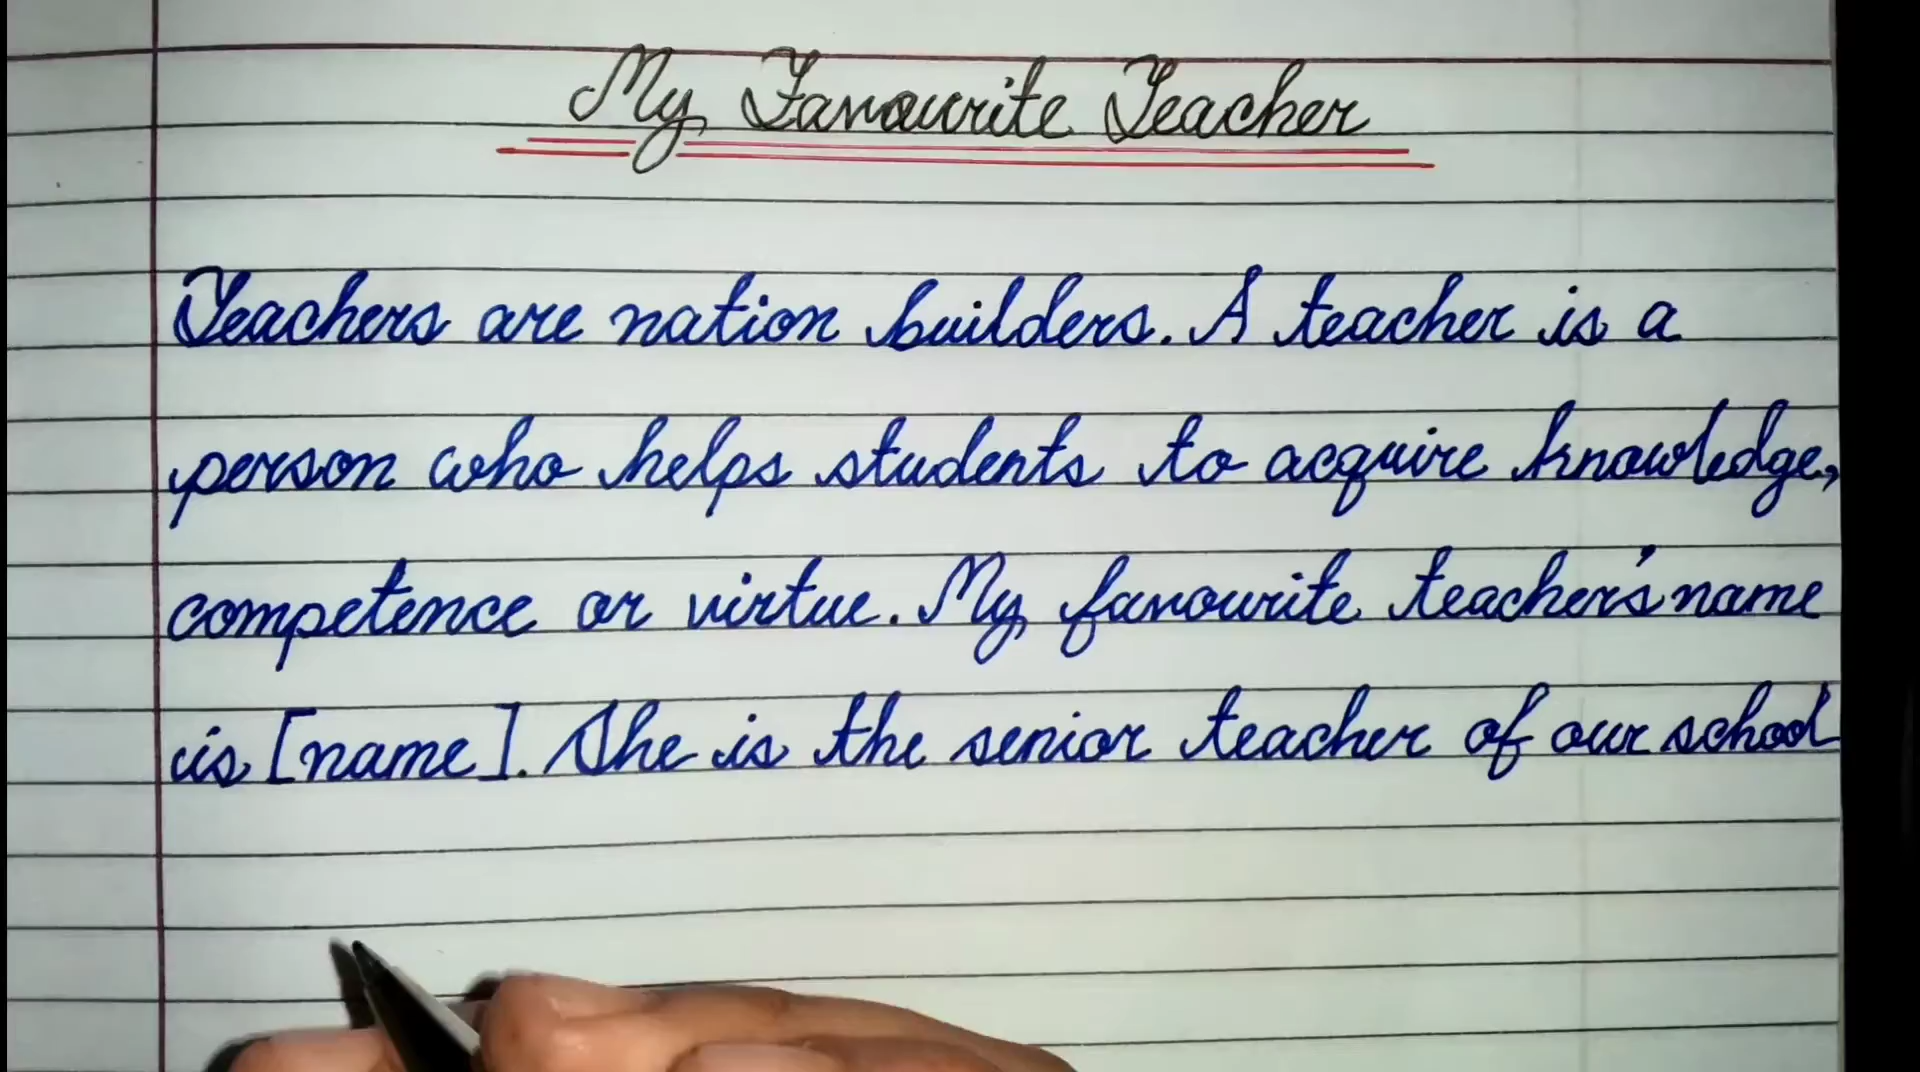 My Favourite Teacher
Teachers are nation builders. A teacher is a
person who helps students to acquire knowledge,
competence or virtue. My favourite teacher's name
is [name]. She is the senior teacher of our school